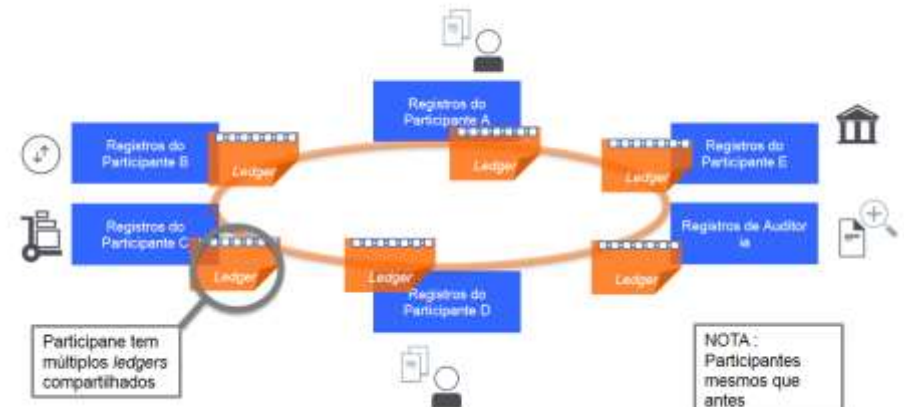 Registros do
Participante A
Ledger
Registros do
Participante B
Ledger
Registros do
Participante E
Ledger
Registros do
Participante C
Ledger
Ledger
Registros do
Participante D
Registros de Auditor
ia
Ledger
Participane tem
múltiplos ledgers
compartilhados
NOTA :
Participantes
mesmos que
antes